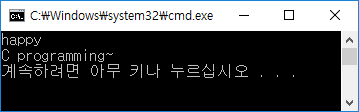 C:₩Windows₩system32₩cmd.exe
happy
C programming~
계속하려면 아무 키나 누르십시오 . . .